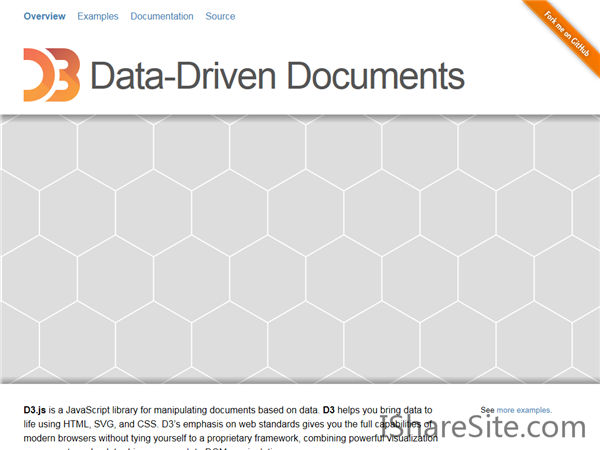 Overview Examples Documentation Source
Fork me on GitHub
D3 Data-Driven Documents
D3.js is a JavaScript library for manipulating documents based on data. D3 helps you bring data to
life using HTML, SVG, and CSS. D3's emphasis on web standards gives you the full capabilities of
modern browsers without tying yourself to a proprietary framework, combining powerful visualization
See more examples.
IShareSite.com